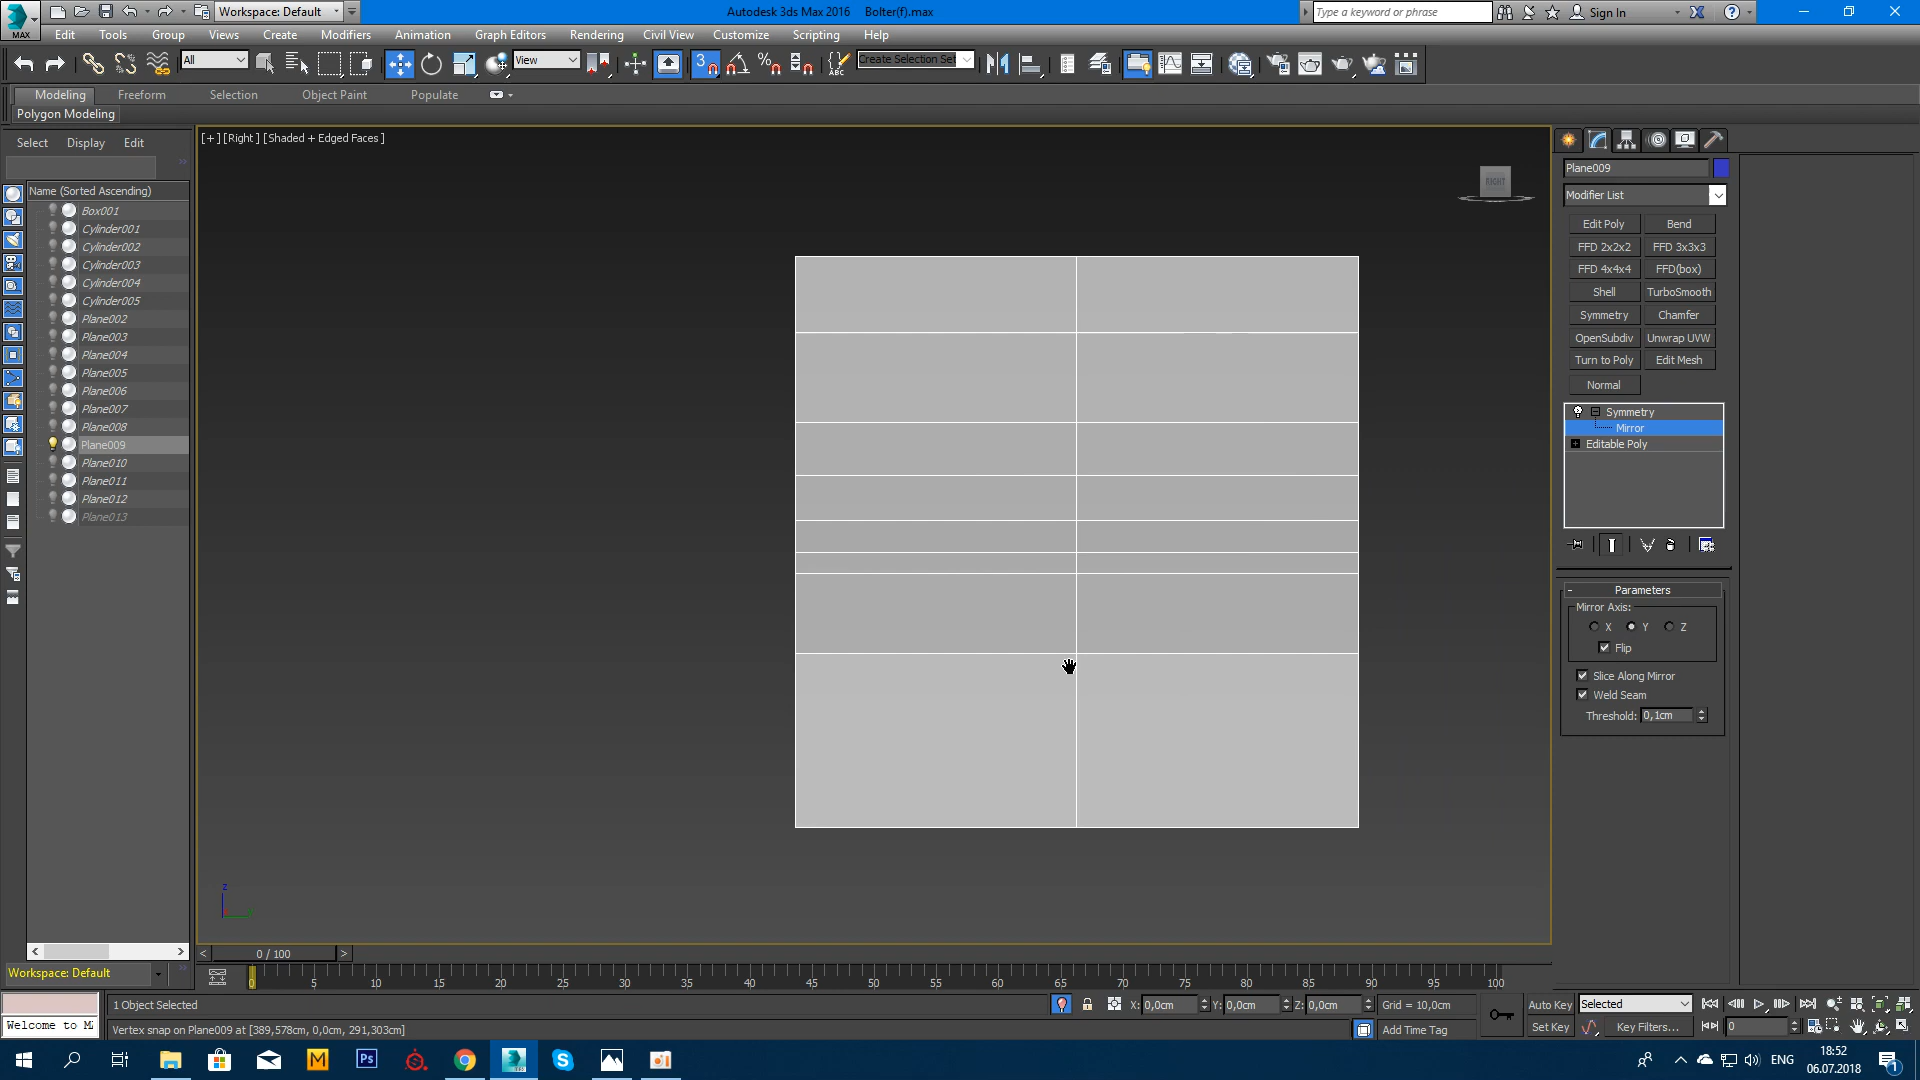 MAX
Workspace: Default
Autodesk 3ds Max 2016 Bolter(f).max
Type a keyword or phrase
Sign In
Edit Tools Group Views Create Modifiers Animation Graph Editors Rendering Civil View Customize Scripting Help
All
View
3
ABC
Create Selection Set
Modeling Freeform Selection Object Paint Populate
Polygon Modeling
Select Display Edit
Name (Sorted Ascending)
Box001
Cylinder001
Cylinder002
Cylinder003
Cylinder004
Cylinder005
Plane002
Plane003
Plane004
Plane005
Plane006
Plane007
Plane008
Plane009
Plane010
Plane011
Plane012
Plane013
Workspace: Default
[+] [Right] [Shaded + Edged Faces]
RIGHT
z
Plane009
Modifier List
Edit Poly Bend
FFD 2x2x2 FFD 3x3x3
FFD 4x4x4 FFD(box)
Shell TurboSmooth
Symmetry Chamfer
OpenSubdiv Unwrap UVW
Turn to Poly Edit Mesh
Normal
Symmetry
Mirror
Editable Poly
- Parameters
Mirror Axis:
X Y Z
Flip
Slice Along Mirror
Weld Seam
Threshold: 0,1cm
< 0 / 100 >
0 5 10 15 20 25 30 35 40 45 50 55 60 65 70 75 80 85 90 95 100
1 Object Selected
X: 0,0cm Y: 0,0cm Z: 0,0cm Grid = 10,0cm
Auto Key Selected
Welcome to M
Vertex snap on Plane009 at [389,578cm, 0,0cm, 291,303cm]
Add Time Tag
Set Key Key Filters... 0
M
Ps
S
ENG
18:52
06.07.2018
1